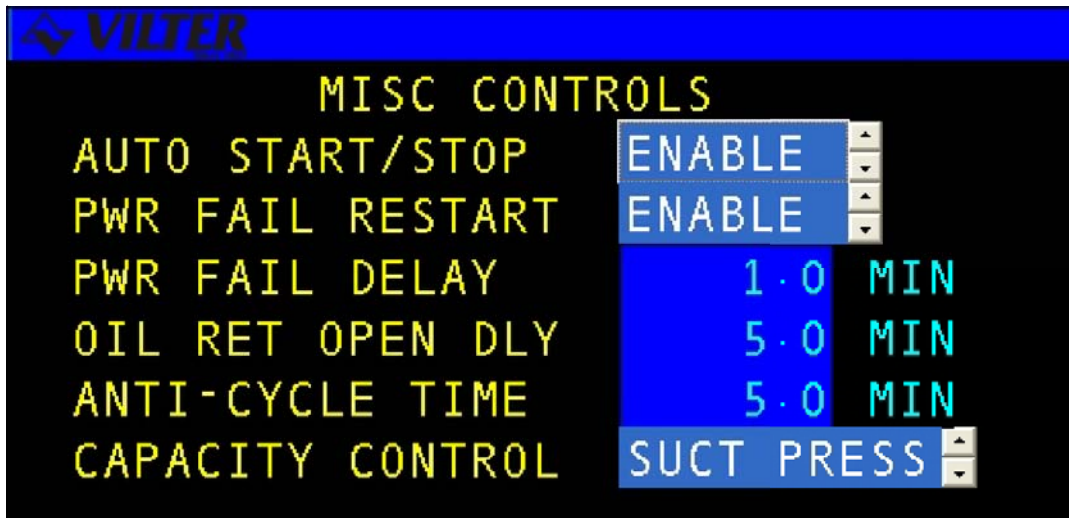 VILTER
MISC CONTROLS
AUTO START/STOP ENABLE
PWR FAIL RESTART ENABLE
PWR FAIL DELAY 1.0 MIN
OIL RET OPEN DLY 5.0 MIN
ANTI-CYCLE TIME 5.0 MIN
CAPACITY CONTROL SUCT PRESS